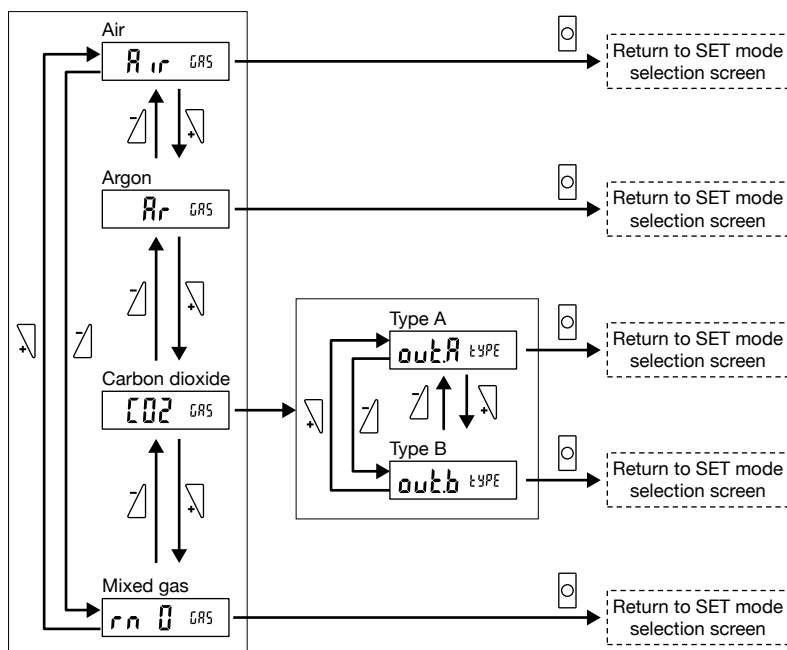 Air
Air GAS
Return to SET mode
selection screen
-
+
Argon
Ar GAS
Return to SET mode
selection screen
-
+
+
-
Type A
out.A tYPE
Return to SET mode
selection screen
Carbon dioxide
CO2 GAS
+
-
-
+
Type B
out.b tYPE
Return to SET mode
selection screen
-
+
Mixed gas
rn 0 GAS
Return to SET mode
selection screen